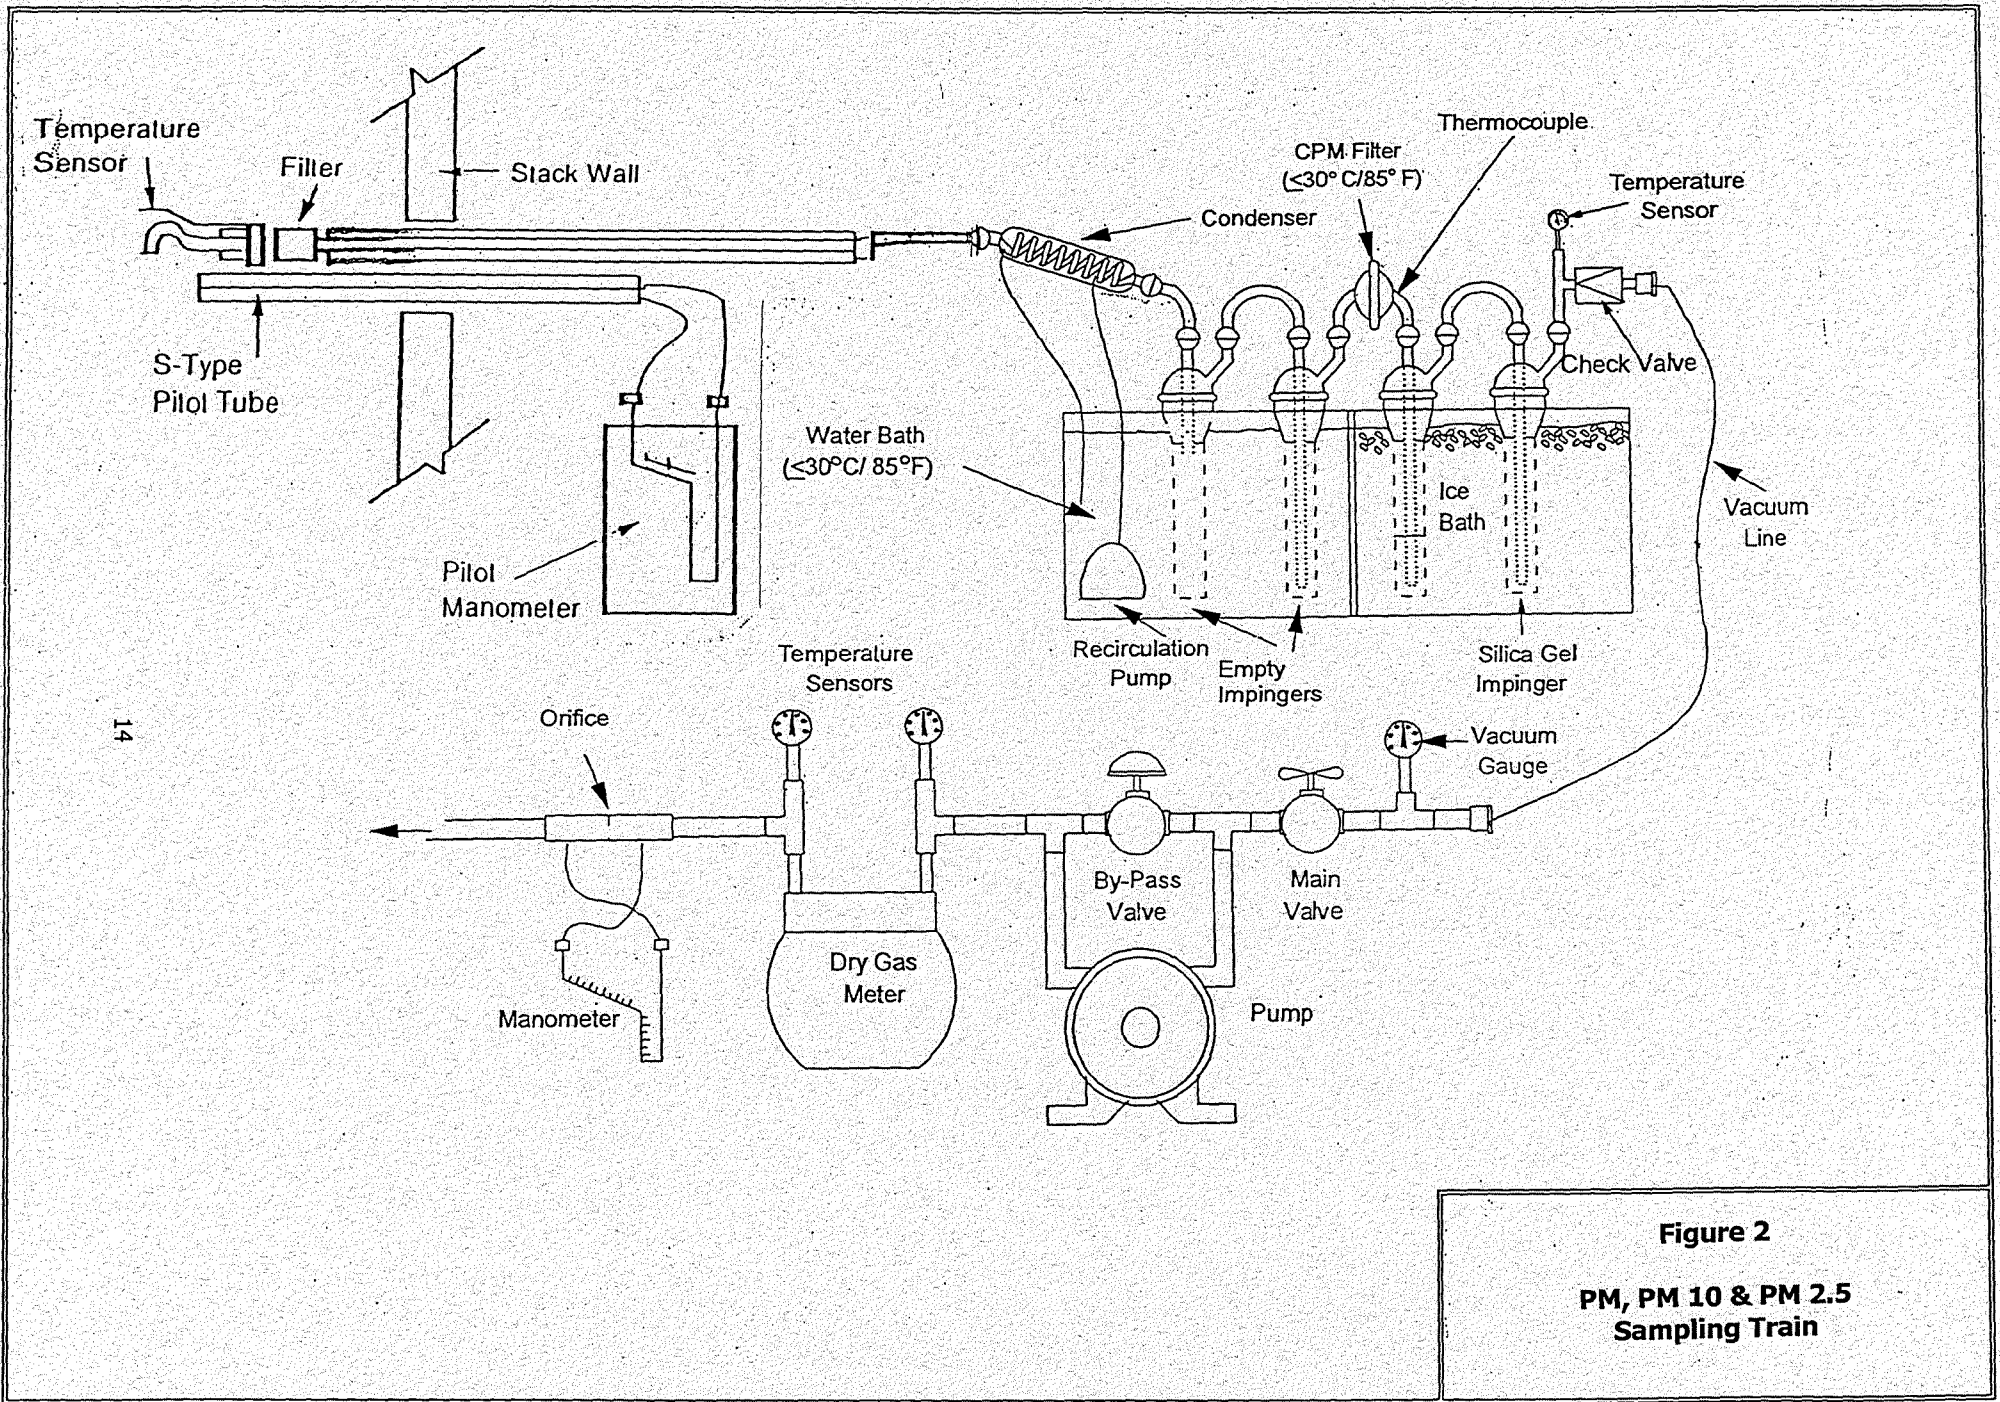 Temperature
Sensor
Filler
Stack Wall
S-Type
Pilol Tube
Pilol
Manometer
Condenser
CPM Filter
(<30° C/85° F)
Thermocouple
Temperature
Sensor
Check Valve
Water Bath
(<30°C/ 85°F)
Ice
Bath
Vacuum
Line
Recirculation
Pump
Empty
Impingers
Silica Gel
Impinger
Temperature
Sensors
Orifice
Vacuum
Gauge
By-Pass
Valve
Main
Valve
Dry Gas
Meter
Manometer
Pump
14
Figure 2
PM, PM 10 & PM 2.5
Sampling Train